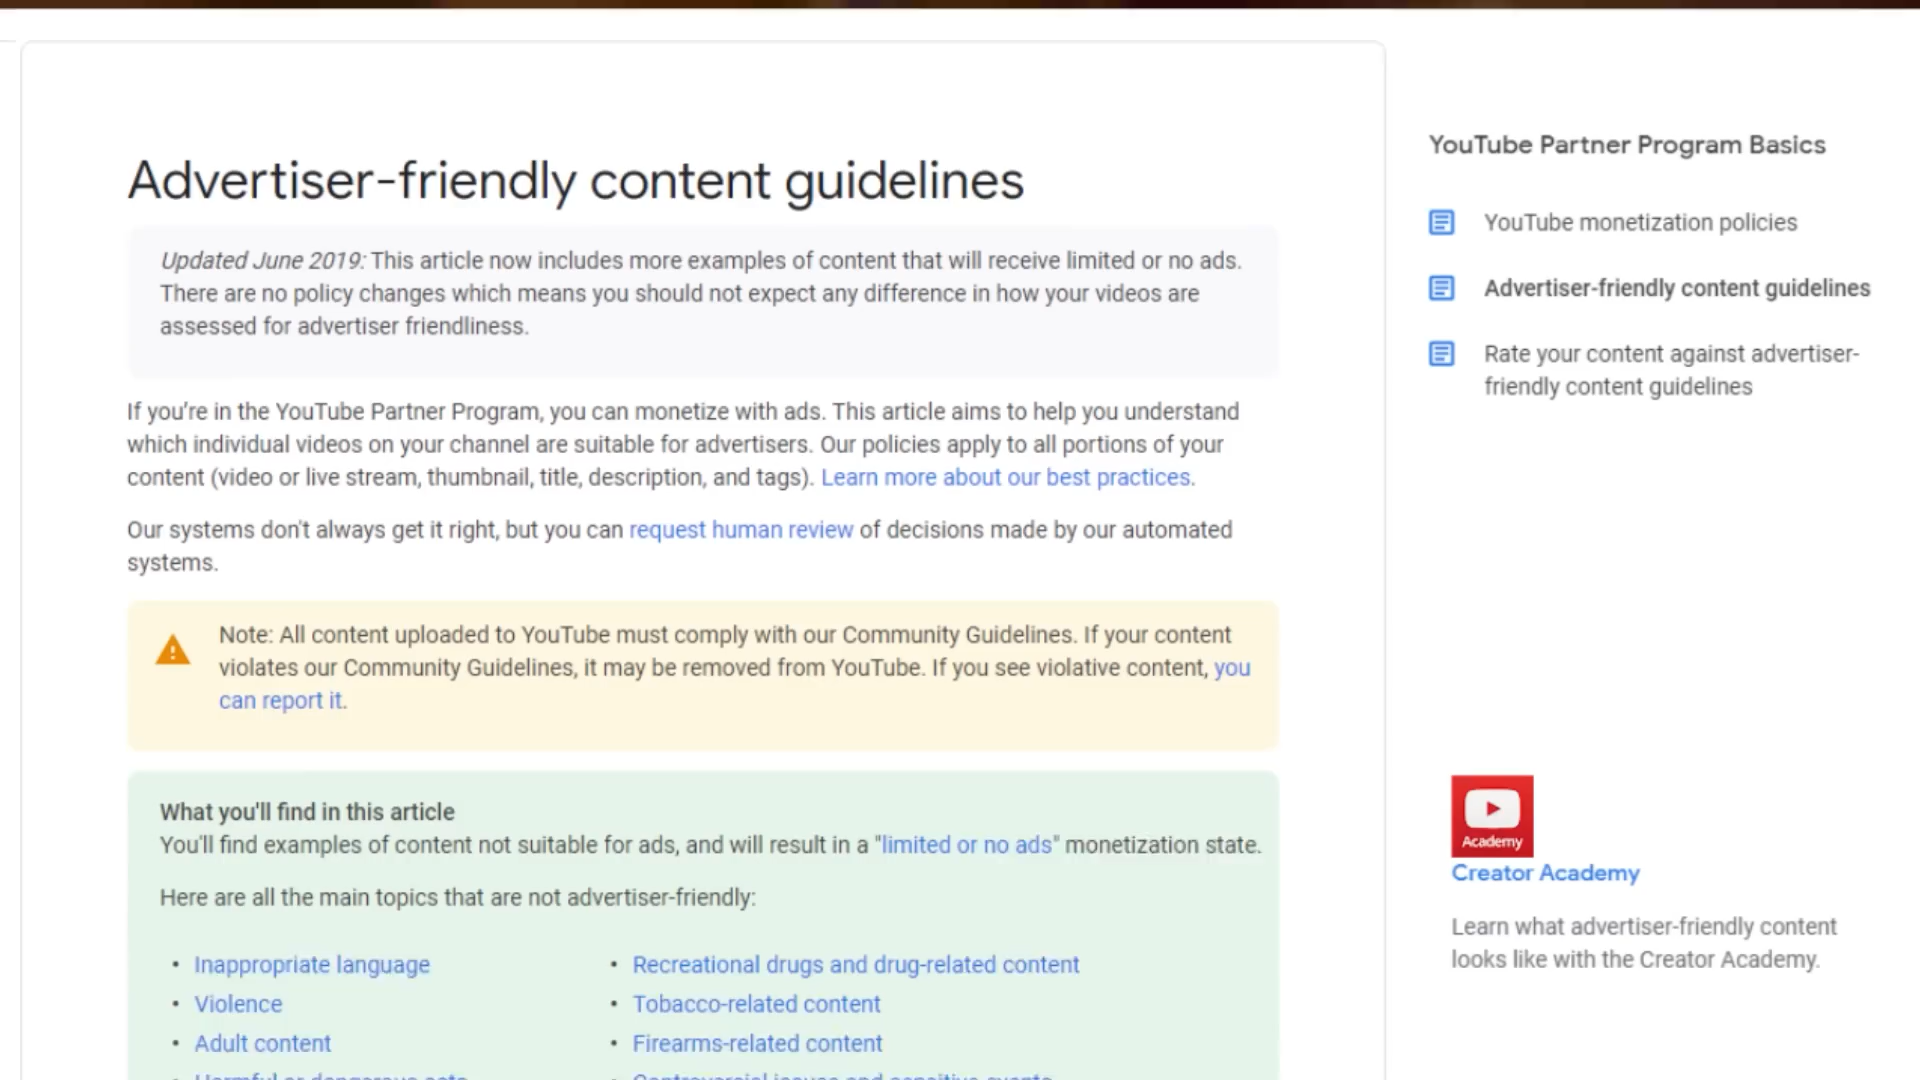 Advertiser-friendly content guidelines
Updated June 2019: This article now includes more examples of content that will receive limited or no ads.
There are no policy changes which means you should not expect any difference in how your videos are
assessed for advertiser friendliness.
If you're in the YouTube Partner Program, you can monetize with ads. This article aims to help you understand
which individual videos on your channel are suitable for advertisers. Our policies apply to all portions of your
content (video or live stream, thumbnail, title, description, and tags). Learn more about our best practices.
Our systems don't always get it right, but you can request human review of decisions made by our automated
systems.
Note: All content uploaded to YouTube must comply with our Community Guidelines. If your content
violates our Community Guidelines, it may be removed from YouTube. If you see violative content, you
can report it.
What you'll find in this article
You'll find examples of content not suitable for ads, and will result in a "limited or no ads" monetization state.
Here are all the main topics that are not advertiser-friendly:
• Inappropriate language
• Violence
• Adult content
• Harmful or dangerous acts
• Recreational drugs and drug-related content
• Tobacco-related content
• Firearms-related content
• Controversial issues and sensitive events
YouTube Partner Program Basics
YouTube monetization policies
Advertiser-friendly content guidelines
Rate your content against advertiser-
friendly content guidelines
Academy
Creator Academy
Learn what advertiser-friendly content
looks like with the Creator Academy.